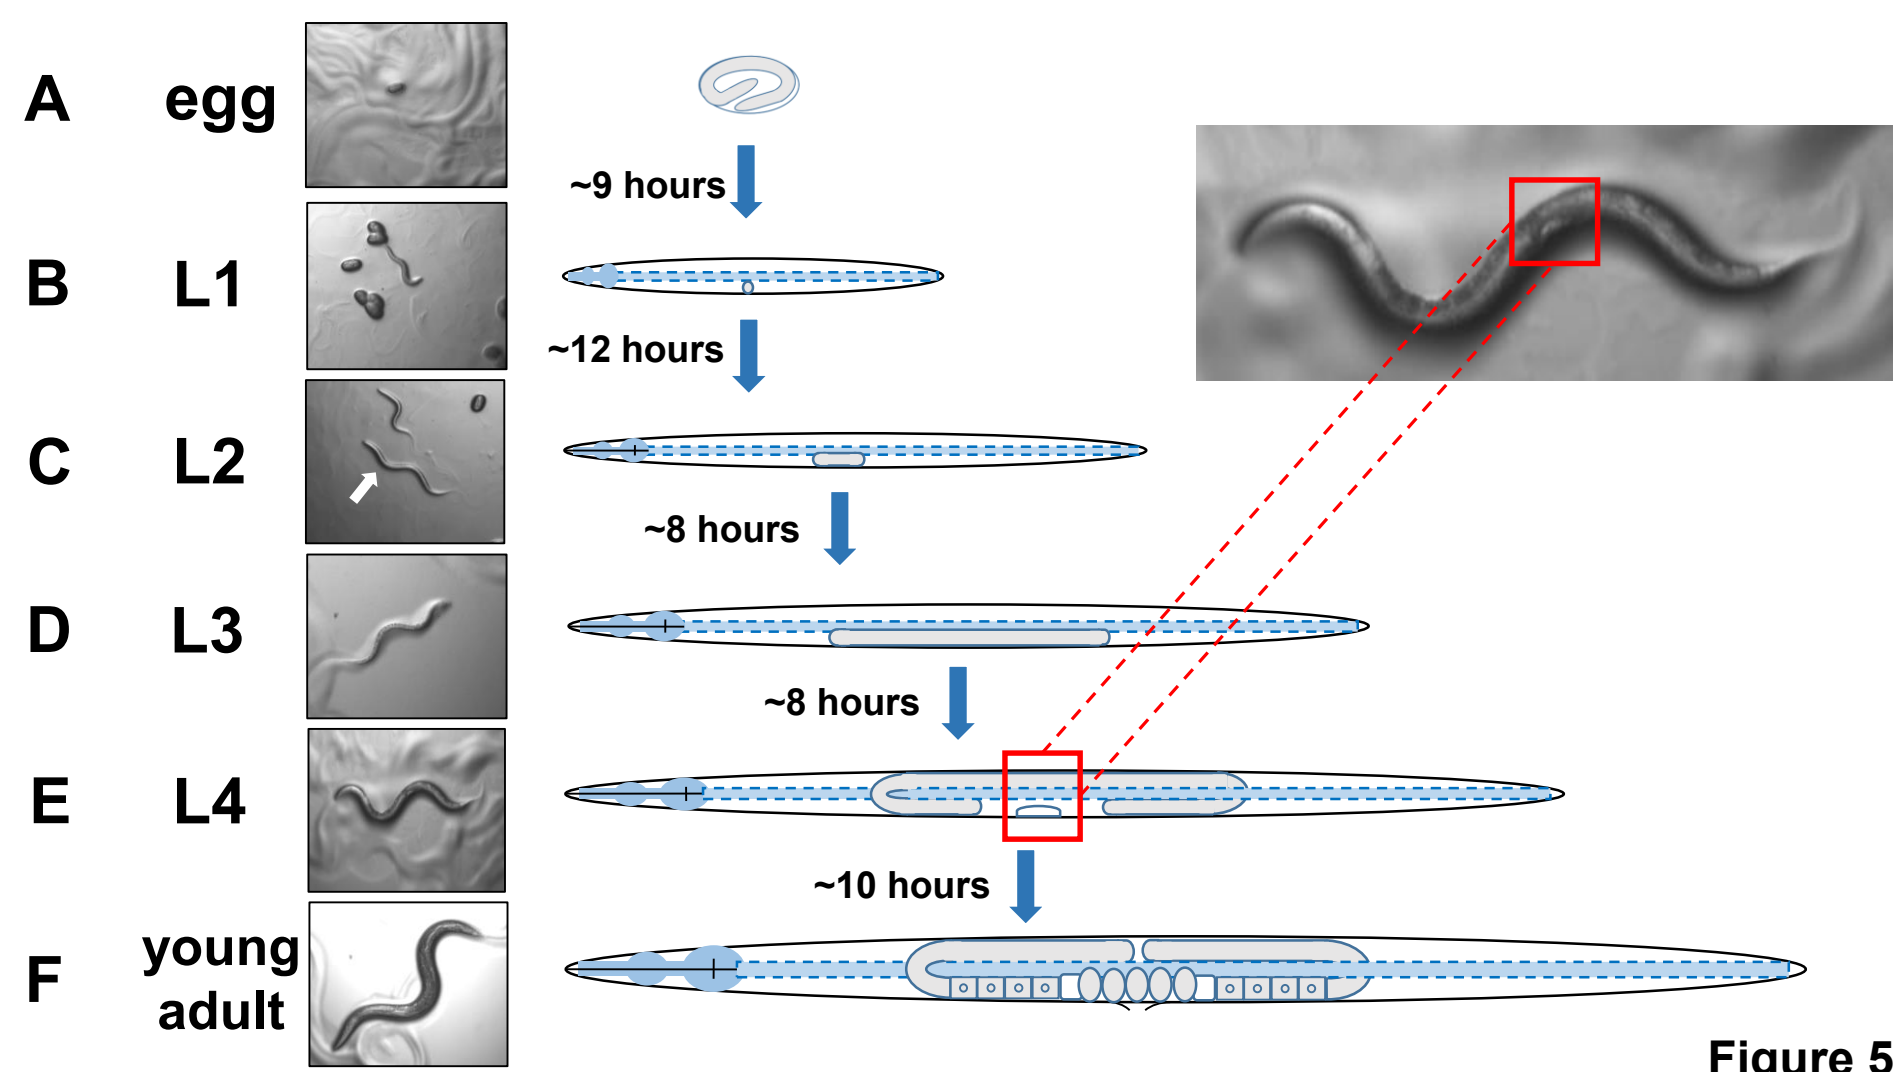 A egg
~9 hours
B L1
~12 hours
C L2
~8 hours
D L3
~8 hours
E L4
~10 hours
F young
adult
Figure 5